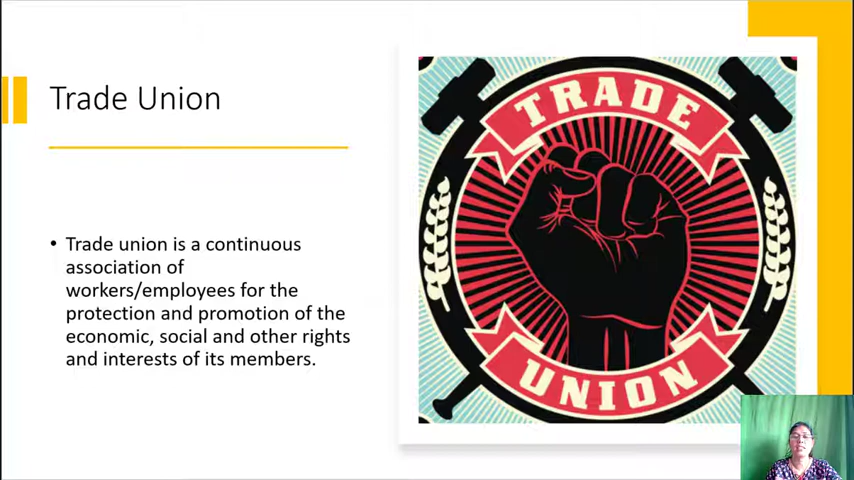 Trade Union
• Trade union is a continuous
association of
workers/employees for the
protection and promotion of the
economic, social and other rights
and interests of its members.
TRADE
UNION